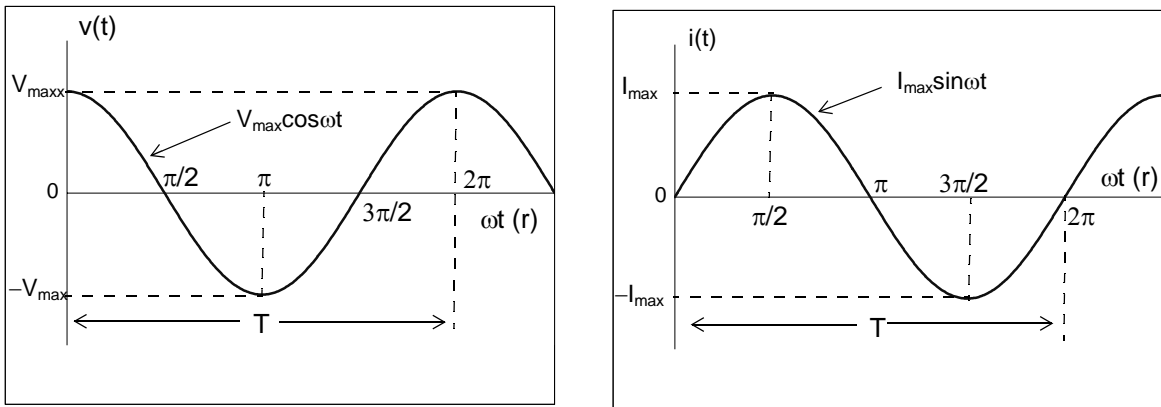 v(t)
Vmaxx
Vmaxcosωt
π/2
π
2π
0
3π/2
ωt (r)
–Vmax
T
i(t)
Imax
Imaxsinωt
π
3π/2
ωt (r)
0
π/2
2π
–Imax
T